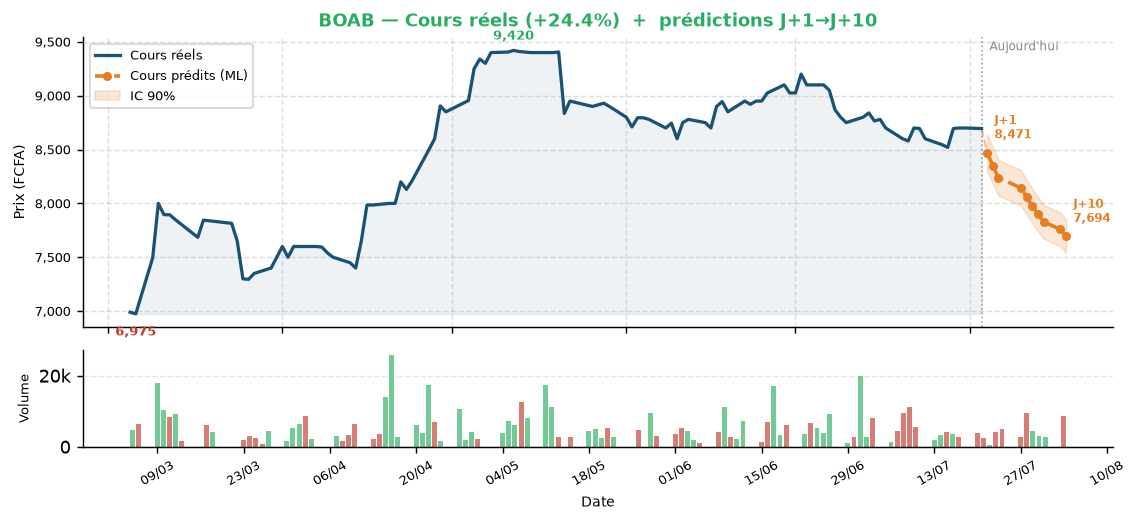 BOAB — Cours réels (+24.4%) + prédictions J+1→J+10
9,420
Aujourd'hui
Cours réels
Cours prédits (ML)
IC 90%
J+1
8,471
J+10
7,694
6,975
Prix (FCFA)
9,500
9,000
8,500
8,000
7,500
7,000
Volume
20k
0
09/03
23/03
06/04
20/04
04/05
18/05
01/06
15/06
29/06
13/07
27/07
10/08
Date